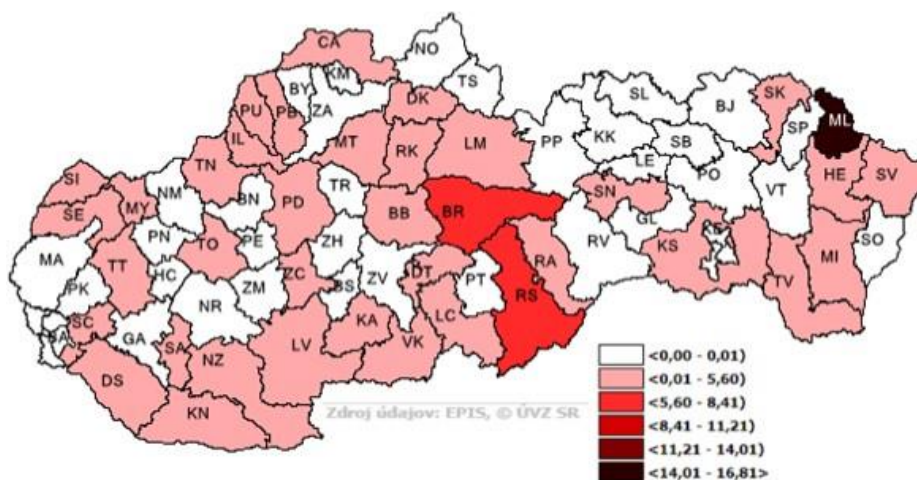 CA
NO
KM
TS
BY
PU
PB
ZA
DK
SL
BJ
SK
SP
ML
IL
MT
RK
LM
PP
KK
SB
LE
PO
TN
SI
NM
BN
PD
TR
BB
BR
SN
GL
VT
HE
SV
SE
MY
PN
TO
PE
ZH
MA
TT
HC
ZM
ZC
ZV
DT
PT
RA
RV
KS
MI
SO
PK
NR
BS
RS
TV
SC
GA
SA
NZ
LV
KA
VK
LC
DS
KN
<0,00 - 0,01)
<0,01 - 5,60)
<5,60 - 8,41)
<8,41 - 11,21)
<11,21 - 14,01)
<14,01 - 16,81>
Zdroj údajov: EPIS, © ÚVZ SR